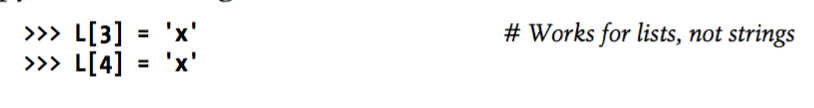 >>> L[3] = 'x' # Works for lists, not strings
>>> L[4] = 'x'